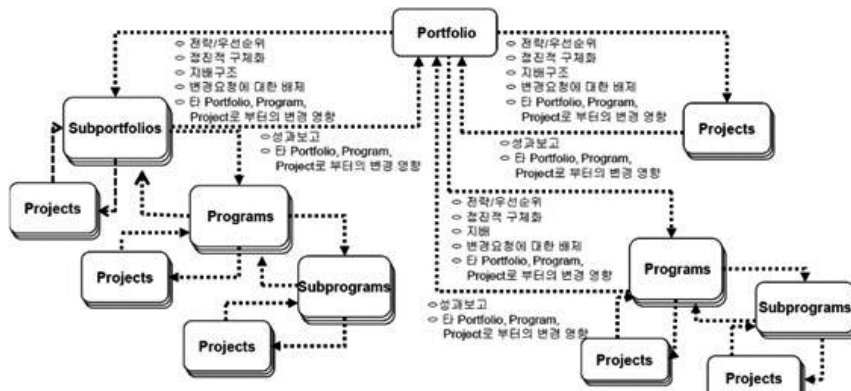 Portfolio
전략/우선순위
점진적 구체화
지배구조
변경요청에 대한 배제
타 Portfolio, Program,
Project로 부터의 변경 영향
전략/우선순위
점진적 구체화
지배구조
변경요청에 대한 배제
타 Portfolio, Program,
Project로 부터의 변경 영향
Subportfolios
Projects
성과보고
타 Portfolio, Program,
Project로 부터의 변경 영향
성과보고
타 Portfolio, Program,
Project로 부터의 변경 영향
Projects
Programs
전략/우선순위
점진적 구체화
지배
변경요청에 대한 배제
타 Portfolio, Program,
Project로 부터의 변경 영향
Programs
Projects
Subprograms
Subprograms
성과보고
타 Portfolio, Program,
Project로 부터의 변경 영향
Projects
Projects
Projects